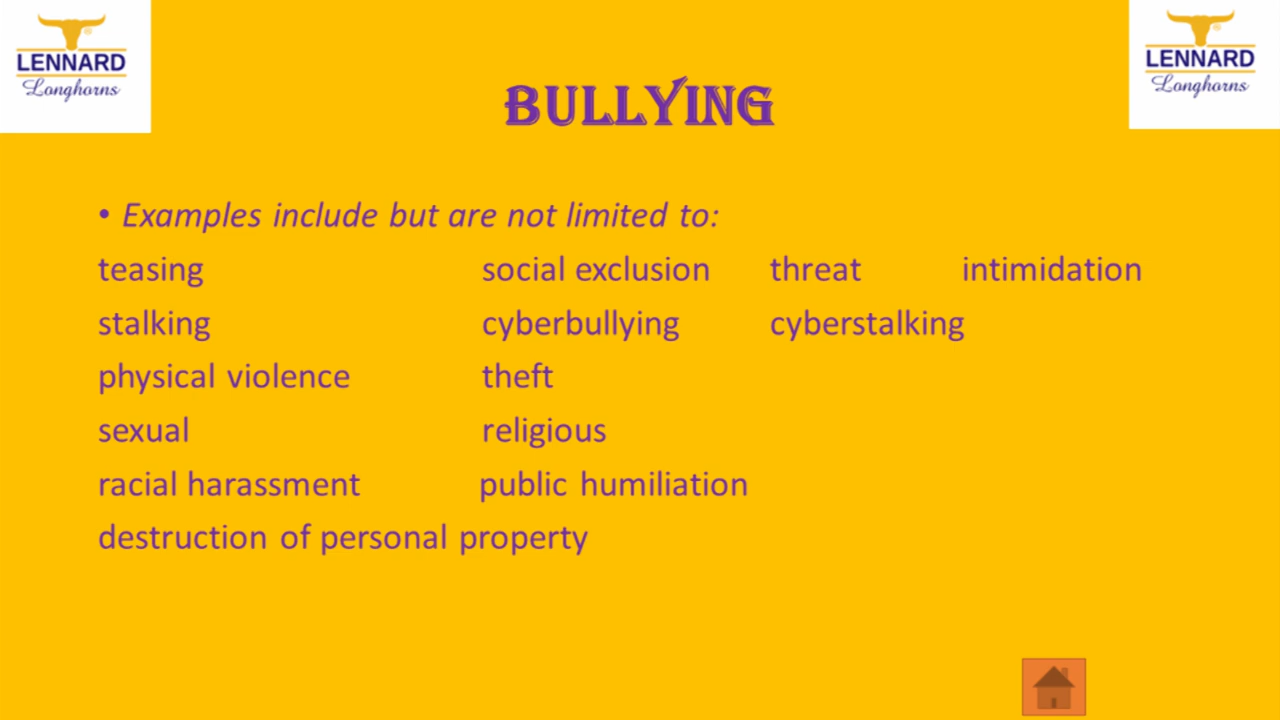 LENNARD
Longhorns
LENNARD
Longhorns
BULLYING
• Examples include but are not limited to:
teasing social exclusion threat intimidation
stalking cyberbullying cyberstalking
physical violence theft
sexual religious
racial harassment public humiliation
destruction of personal property